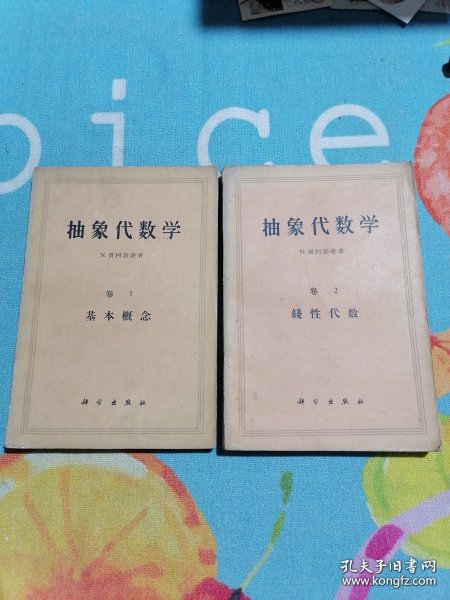 pice
抽象代数学
N.贾柯勃逊著
卷 1
基本概念
科学出版社
抽象代数学
N.贾柯勃逊著
卷 2
线性代数
科学出版社
孔夫子旧书网
www.kongfz.com